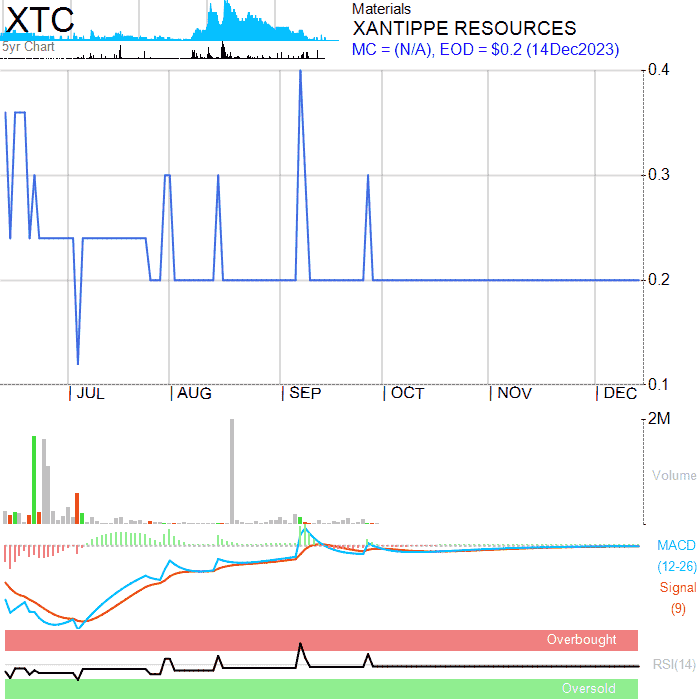 XTC
5yr Chart
Materials
XANTIPPE RESOURCES
MC = (N/A), EOD = $0.2 (14Dec2023)
0.4
0.3
0.2
0.1
JUL AUG SEP OCT NOV DEC
2M
Volume
MACD
(12-26)
Signal
(9)
Overbought
RSI(14)
Oversold